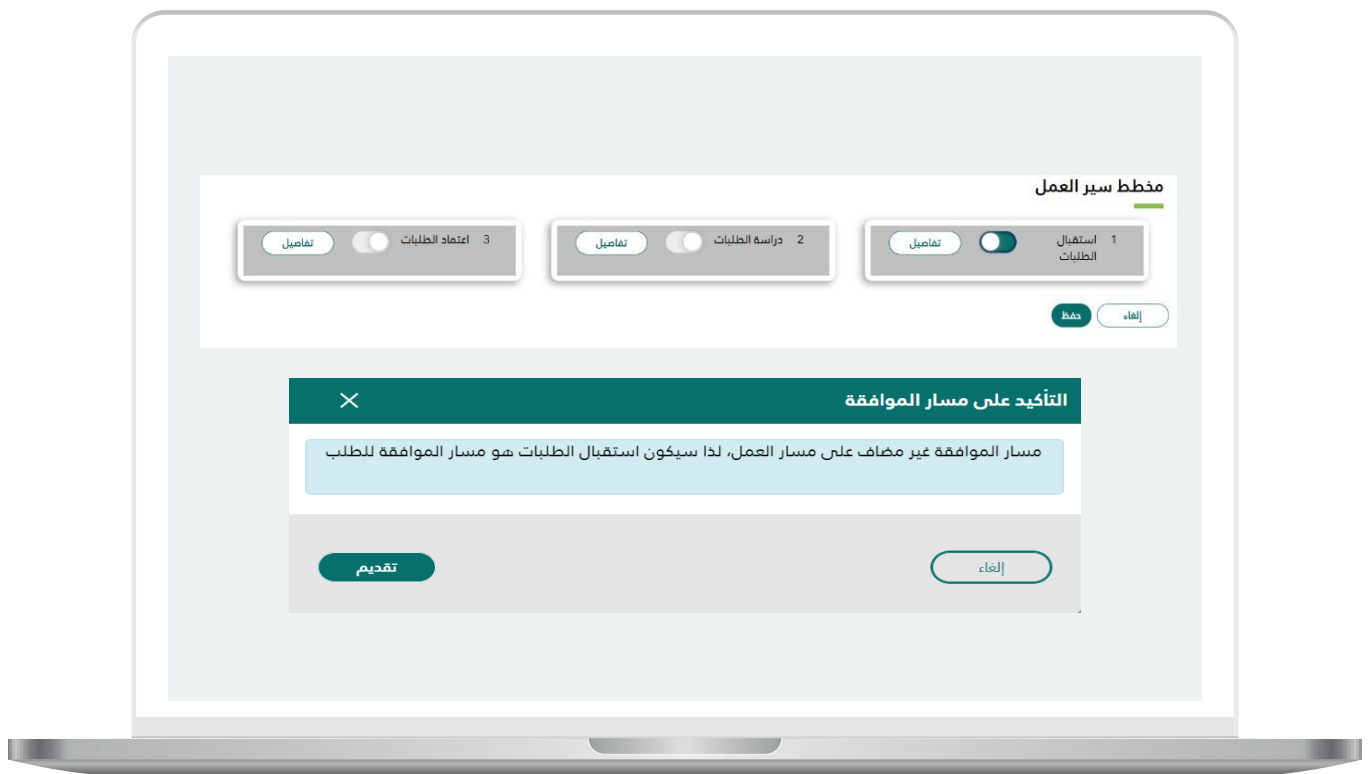 مخطط سير العمل
1 استقبال الطلبات
تفاصيل
2 دراسة الطلبات
تفاصيل
3 اعتماد الطلبات
تفاصيل
إلغاء
حفظ
التأكيد على مسار الموافقة
مسار الموافقة غير مضاف على مسار العمل، لذا سيكون استقبال الطلبات هو مسار الموافقة للطلب
إلغاء
تقديم